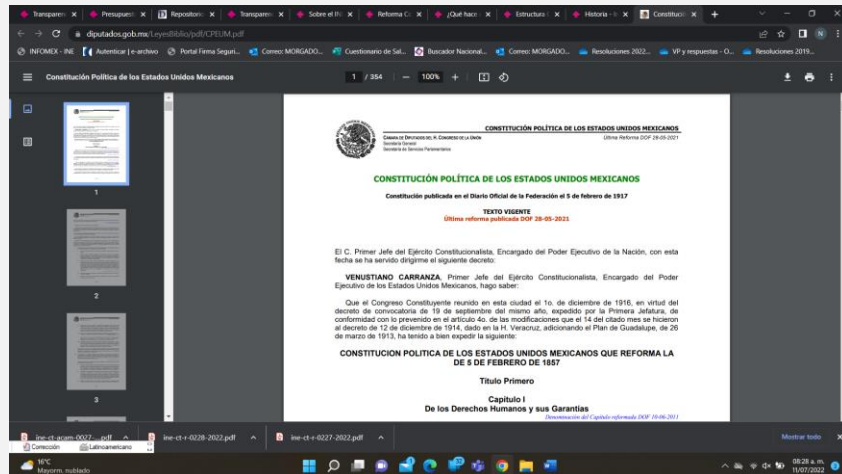 Transparen
Presupuest
Repositorio
Transparen
Sobre el I
Reforma C
¿Qué hace
Estructura
Historia -
Constitució
diputados.gob.mx/LeyesBiblio/pdf/CPEUM.pdf
INFOMEX - INE
Autenticar | e-archivo
Portal Firma Seguri...
Correo: MORGADO...
Cuestionario de Sal...
Buscador Nacional...
Correo: MORGADO...
Resoluciones 2022...
VP y respuestas - O...
Resoluciones 2019...
Constitución Política de los Estados Unidos Mexicanos
1 / 354
100%
1
2
3
CONSTITUCIÓN POLÍTICA DE LOS ESTADOS UNIDOS MEXICANOS
CÁMARA DE DIPUTADOS DEL H. CONGRESO DE LA UNIÓN
Última Reforma DOF 28-05-2021
Secretaría General
Secretaría de Servicios Parlamentarios
CONSTITUCIÓN POLÍTICA DE LOS ESTADOS UNIDOS MEXICANOS
Constitución publicada en el Diario Oficial de la Federación el 5 de febrero de 1917
TEXTO VIGENTE
Última reforma publicada DOF 28-05-2021
El C. Primer Jefe del Ejército Constitucionalista, Encargado del Poder Ejecutivo de la Nación, con esta
fecha se ha servido dirigirme el siguiente decreto:
VENUSTIANO CARRANZA, Primer Jefe del Ejército Constitucionalista, Encargado del Poder
Ejecutivo de los Estados Unidos Mexicanos, hago saber:
Que el Congreso Constituyente reunido en esta ciudad el 1o. de diciembre de 1916, en virtud del
decreto de convocatoria de 19 de septiembre del mismo año, expedido por la Primera Jefatura, de
conformidad con lo prevenido en el artículo 4o. de las modificaciones que el 14 del citado mes se hicieron
al decreto de 12 de diciembre de 1914, dado en la H. Veracruz, adicionando el Plan de Guadalupe, de 26
de marzo de 1913, ha tenido a bien expedir la siguiente:
CONSTITUCION POLITICA DE LOS ESTADOS UNIDOS MEXICANOS QUE REFORMA LA
DE 5 DE FEBRERO DE 1857
Título Primero
Capítulo I
De los Derechos Humanos y sus Garantías
Denominación del Capítulo reformada DOF 10-06-2011
ine-ct-acam-0027-...pdf
ine-ct-r-0228-2022.pdf
ine-ct-r-0227-2022.pdf
Mostrar todo
Corrección
Latinoamericano
16°C
Mayorm. nublado
08:28 a. m.
11/07/2022